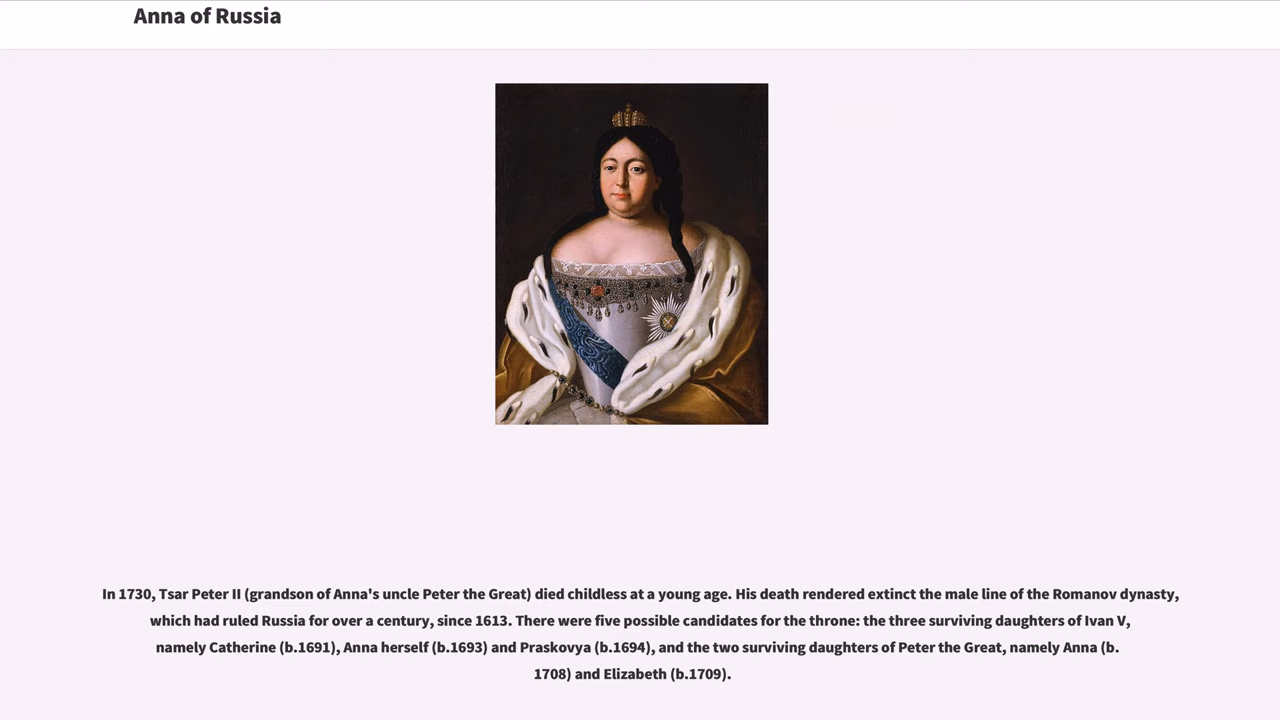 Anna of Russia
In 1730, Tsar Peter II (grandson of Anna's uncle Peter the Great) died childless at a young age. His death rendered extinct the male line of the Romanov dynasty,
which had ruled Russia for over a century, since 1613. There were five possible candidates for the throne: the three surviving daughters of Ivan V,
namely Catherine (b.1691), Anna herself (b.1693) and Praskovya (b.1694), and the two surviving daughters of Peter the Great, namely Anna (b.
1708) and Elizabeth (b.1709).